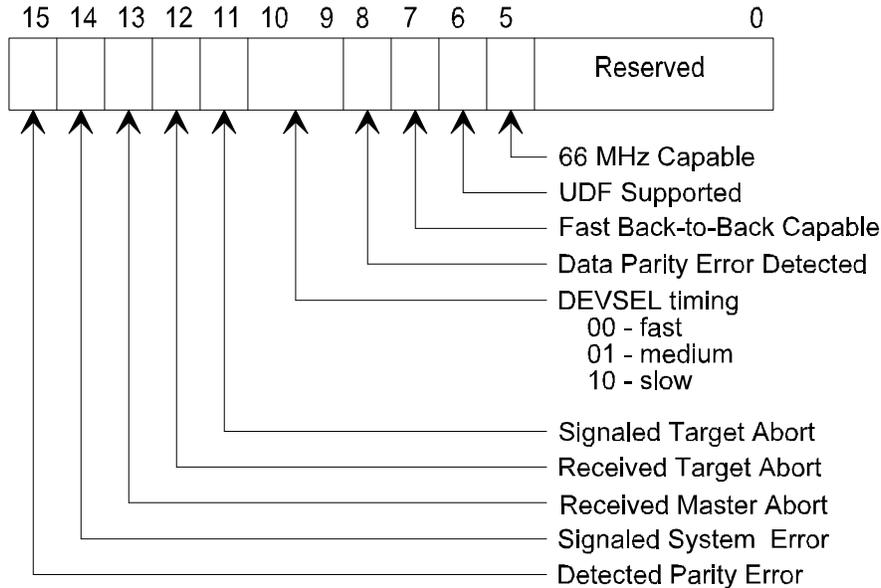 15 14 13 12 11 10 9 8 7 6 5 0
Reserved
66 MHz Capable
UDF Supported
Fast Back-to-Back Capable
Data Parity Error Detected
DEVSEL timing
00 - fast
01 - medium
10 - slow
Signaled Target Abort
Received Target Abort
Received Master Abort
Signaled System Error
Detected Parity Error